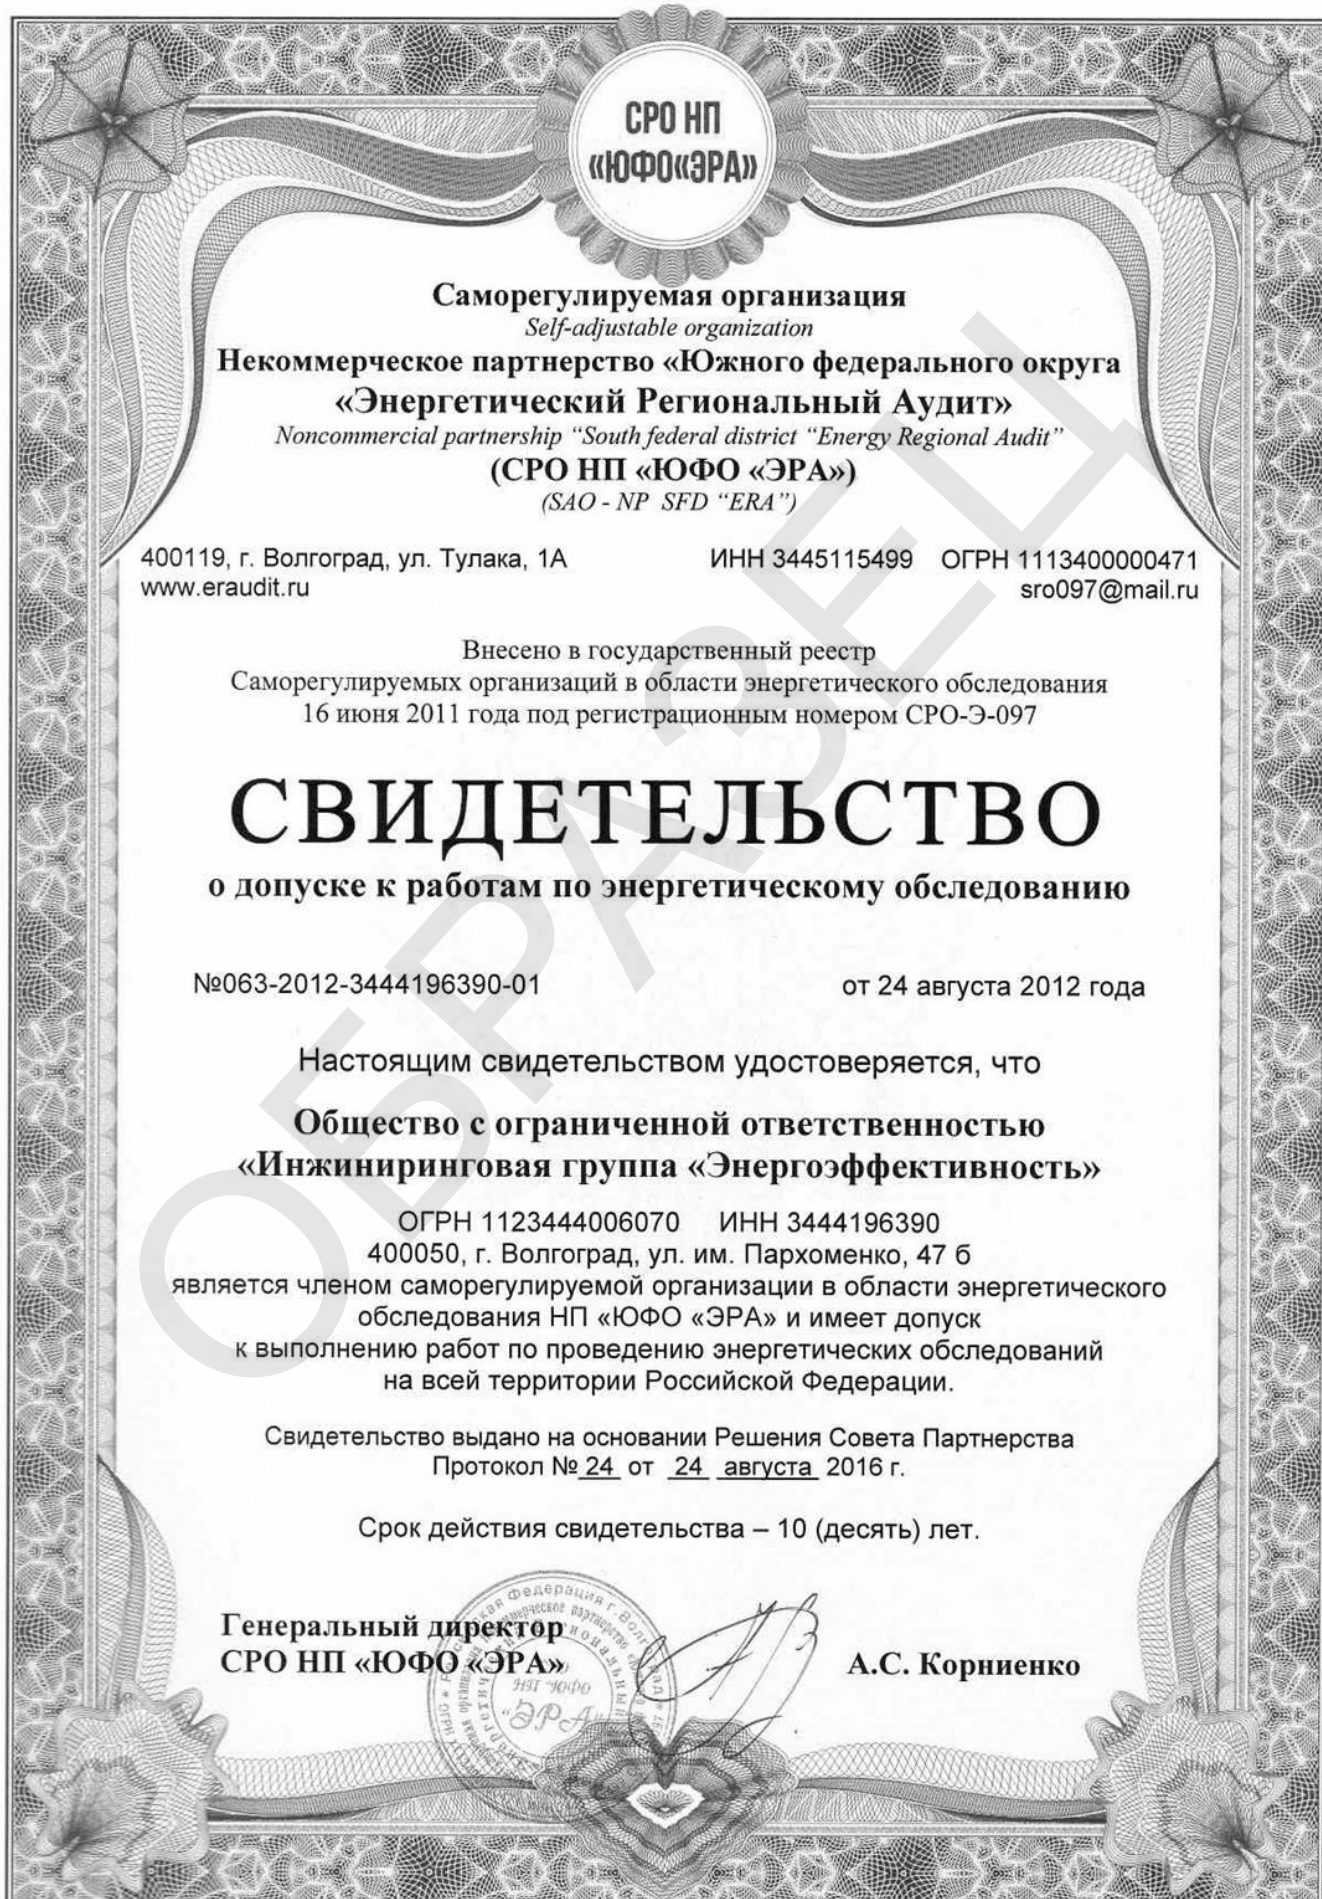 СРО НП
«ЮФО«ЭРА»
Саморегулируемая организация
Self-adjustable organization
Некоммерческое партнерство «Южного федерального округа
«Энергетический Региональный Аудит»
Noncommercial partnership “South federal district “Energy Regional Audit”
(СРО НП «ЮФО «ЭРА»)
(SAO - NP SFD “ERA”)
400119, г. Волгоград, ул. Тулака, 1А ИНН 3445115499 ОГРН 1113400000471
www.eraudit.ru sro097@mail.ru
Внесено в государственный реестр
Саморегулируемых организаций в области энергетического обследования
16 июня 2011 года под регистрационным номером СРО-Э-097
СВИДЕТЕЛЬСТВО
о допуске к работам по энергетическому обследованию
№063-2012-3444196390-01 от 24 августа 2012 года
Настоящим свидетельством удостоверяется, что
Общество с ограниченной ответственностью
«Инжиниринговая группа «Энергоэффективность»
ОГРН 1123444006070 ИНН 3444196390
400050, г. Волгоград, ул. им. Пархоменко, 47 б
является членом саморегулируемой организации в области энергетического
обследования НП «ЮФО «ЭРА» и имеет допуск
к выполнению работ по проведению энергетических обследований
на всей территории Российской Федерации.
Свидетельство выдано на основании Решения Совета Партнерства
Протокол № 24 от 24 августа 2016 г.
Срок действия свидетельства – 10 (десять) лет.
Генеральный директор
СРО НП «ЮФО «ЭРА» А.С. Корниенко
НП "ЮФО
"ЭРА"
ОБРАЗЕЦ